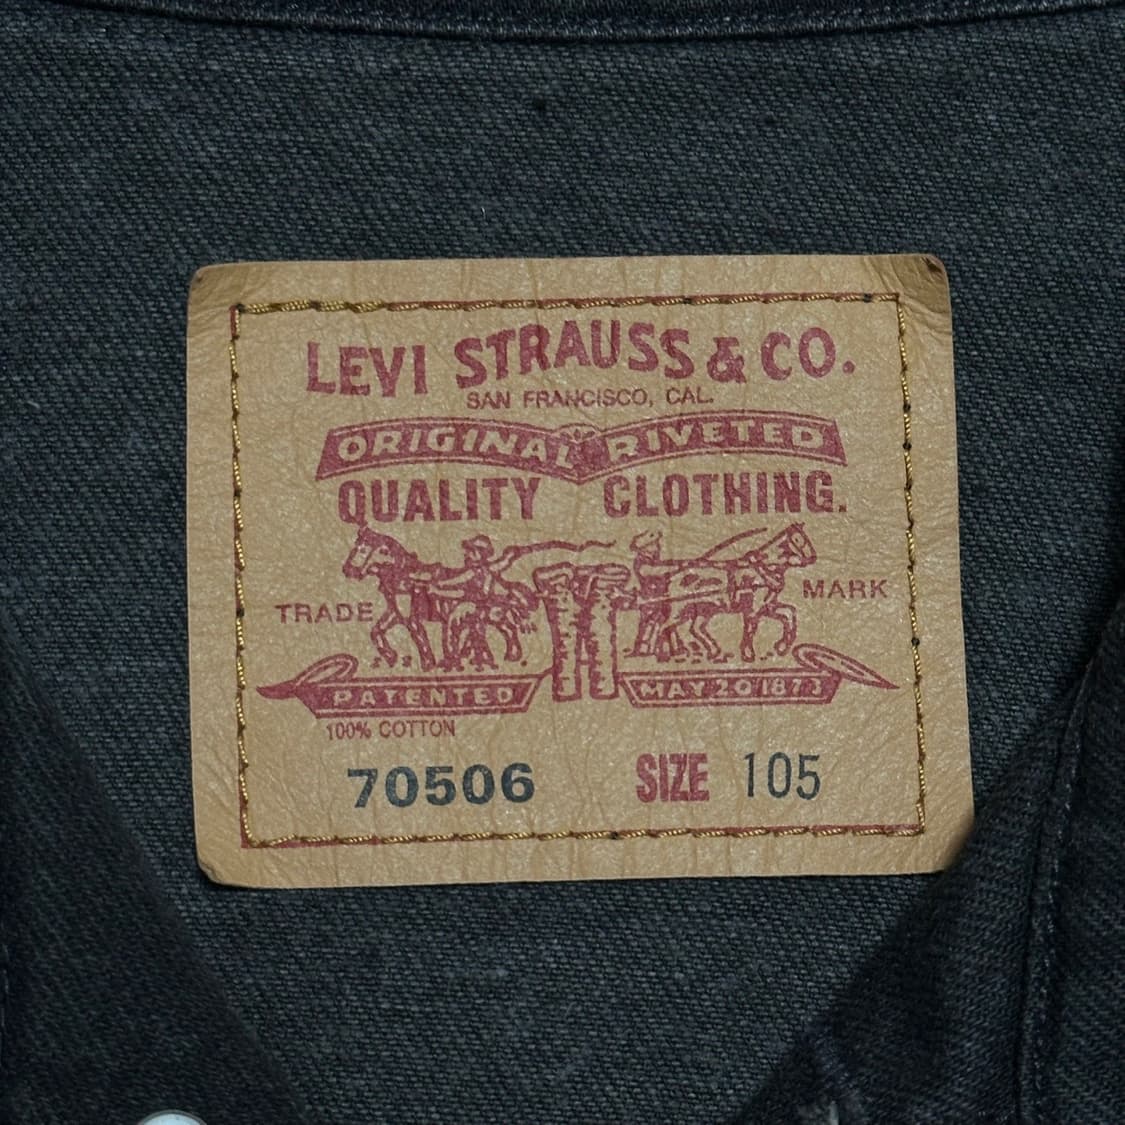 LEVI STRAUSS & CO.
SAN FRANCISCO, CAL.
ORIGINAL RIVETED
QUALITY CLOTHING.
TRADE MARK
PATENTED MAY 20 1873
100% COTTON
70506 SIZE 105